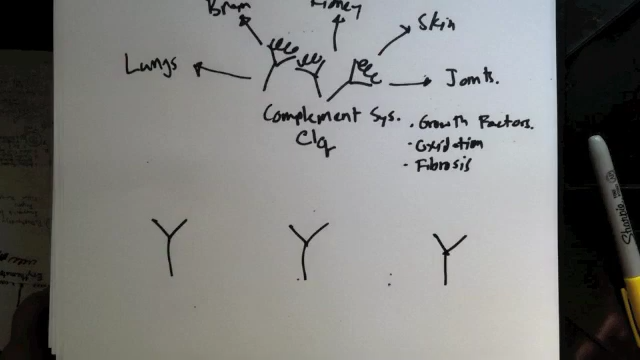 Brain
Kidney
Skin
Lungs
Joints.
Complement Sys.
C1q
· Growth Factors.
· Oxidation
· Fibrosis
Sharpie